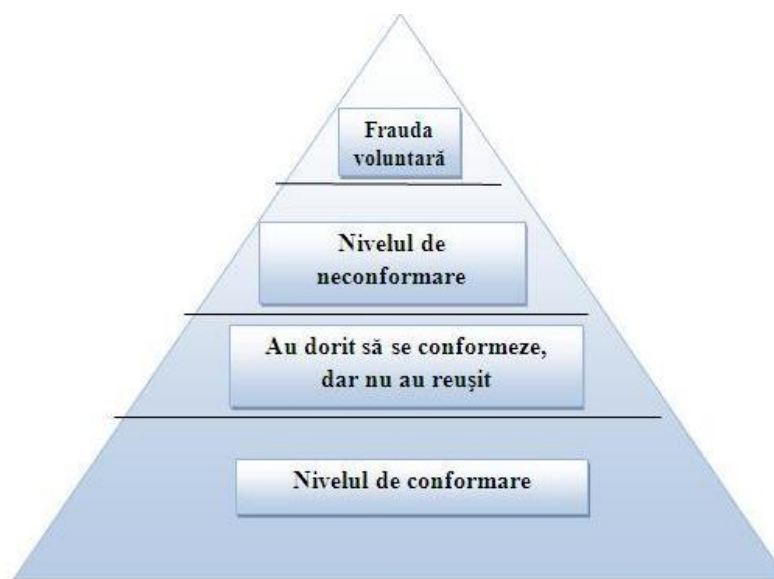 Frauda
voluntară
Nivelul de
neconformare
Au dorit să se conformeze,
dar nu au reușit
Nivelul de conformare